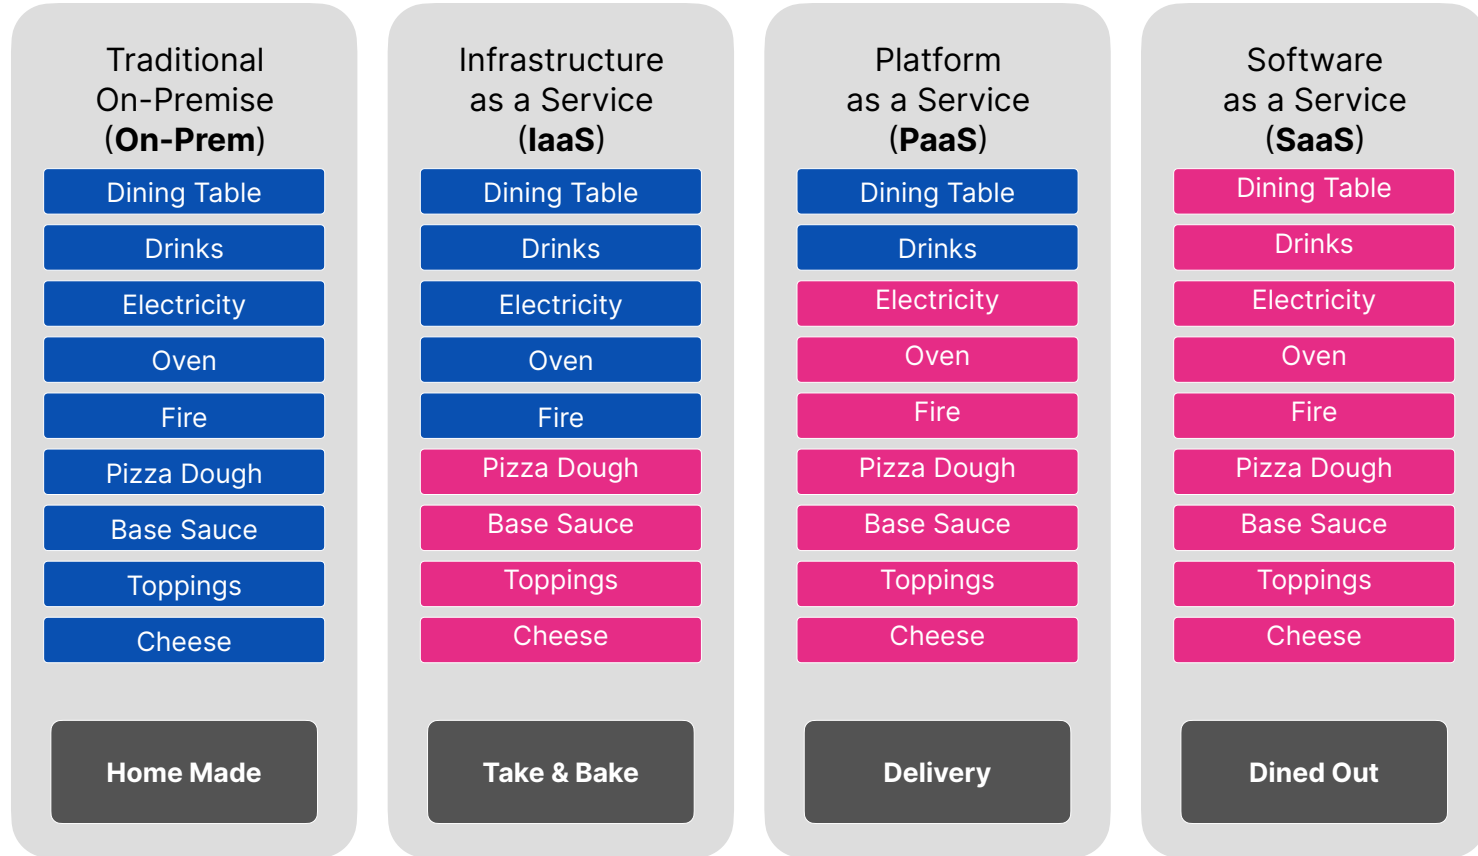 Traditional
On-Premise
(On-Prem)
Dining Table
Drinks
Electricity
Oven
Fire
Pizza Dough
Base Sauce
Toppings
Cheese
Home Made
Infrastructure
as a Service
(IaaS)
Dining Table
Drinks
Electricity
Oven
Fire
Pizza Dough
Base Sauce
Toppings
Cheese
Take & Bake
Platform
as a Service
(PaaS)
Dining Table
Drinks
Electricity
Oven
Fire
Pizza Dough
Base Sauce
Toppings
Cheese
Delivery
Software
as a Service
(SaaS)
Dining Table
Drinks
Electricity
Oven
Fire
Pizza Dough
Base Sauce
Toppings
Cheese
Dined Out